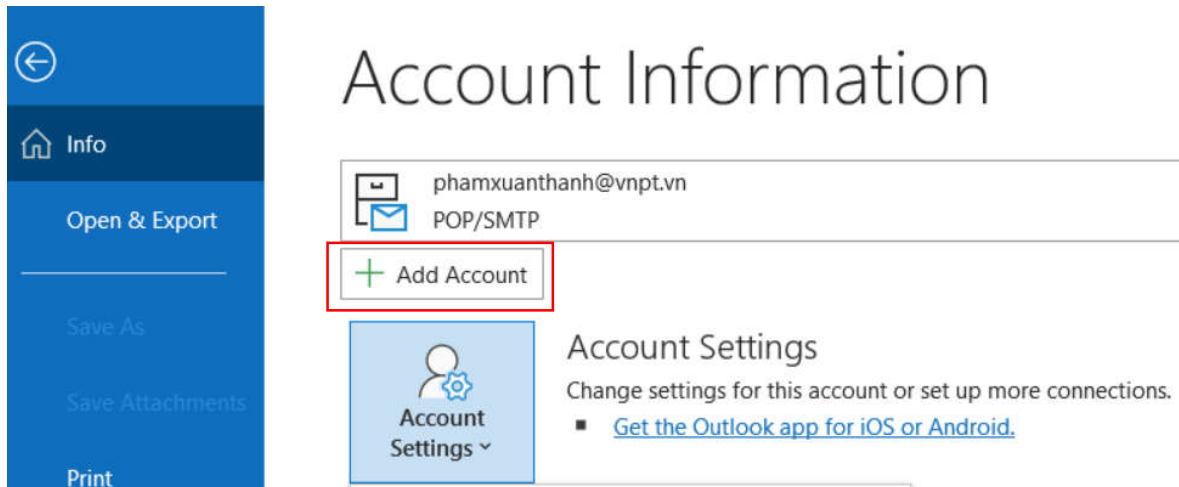 Info
Open & Export
Save As
Save Attachments
Print
Account Information
phamxuanthanh@vnpt.vn
POP/SMTP
Add Account
Account
Settings
Account Settings
Change settings for this account or set up more connections.
Get the Outlook app for iOS or Android.